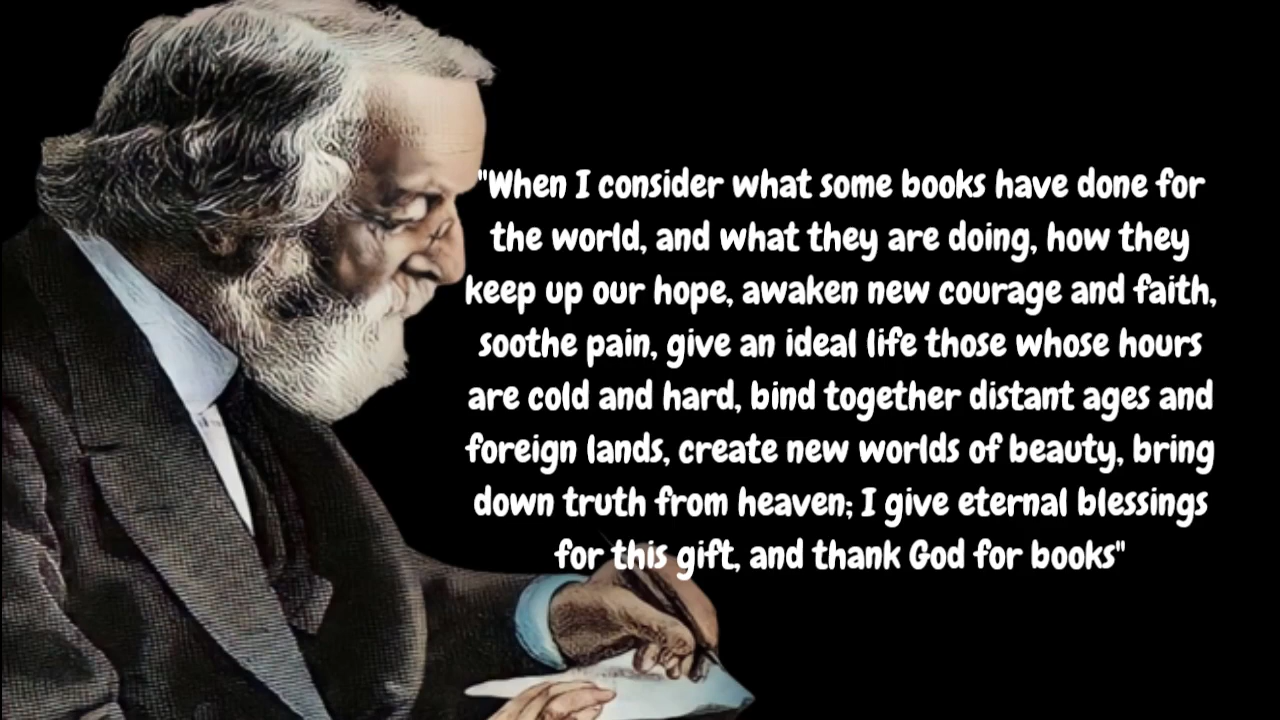 "When I consider what some books have done for
the world, and what they are doing, how they
keep up our hope, awaken new courage and faith,
soothe pain, give an ideal life those whose hours
are cold and hard, bind together distant ages and
foreign lands, create new worlds of beauty, bring
down truth from heaven; I give eternal blessings
for this gift, and thank God for books"